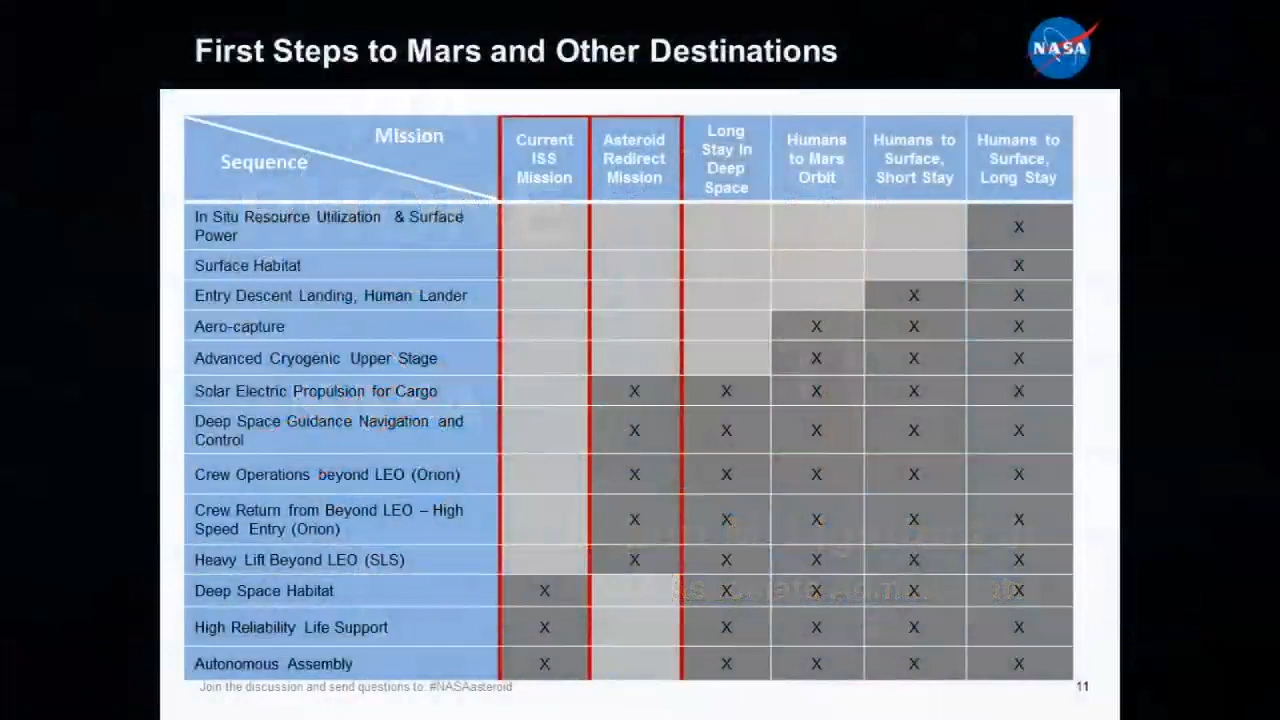 First Steps to Mars and Other Destinations
NASA
Mission
Sequence
Current
ISS
Mission
Asteroid
Redirect
Mission
Long
Stay In
Deep
Space
Humans
to Mars
Orbit
Humans to
Surface,
Short Stay
Humans to
Surface,
Long Stay
In Situ Resource Utilization & Surface
Power
X
Surface Habitat
X
Entry Descent Landing, Human Lander
X X
Aero-capture
X X X
Advanced Cryogenic Upper Stage
X X X
Solar Electric Propulsion for Cargo
X X X X X
Deep Space Guidance Navigation and
Control
X X X X X
Crew Operations beyond LEO (Orion)
X X X X X
Crew Return from Beyond LEO – High
Speed Entry (Orion)
X X X X X
Heavy Lift Beyond LEO (SLS)
X X X X X
Deep Space Habitat
X X X X X
High Reliability Life Support
X X X X X
Autonomous Assembly
X X X X X
Join the discussion and send questions to: #NASAasteroid
11